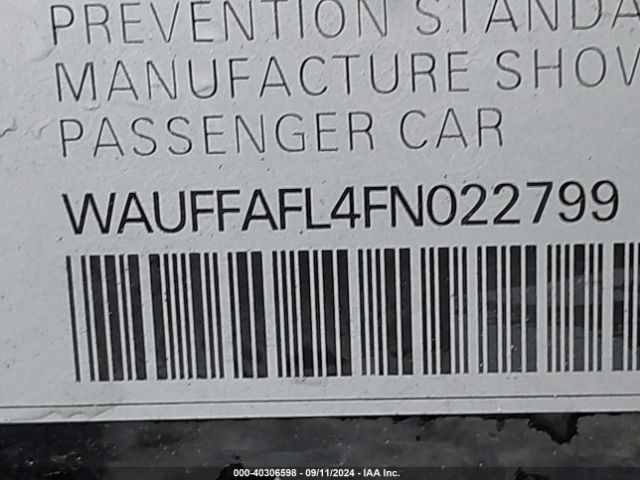 PREVENTION STANDA
MANUFACTURE SHOV
PASSENGER CAR
WAUFFAFL4FN022799
000-40306598 - 09/11/2024 - IAA Inc.